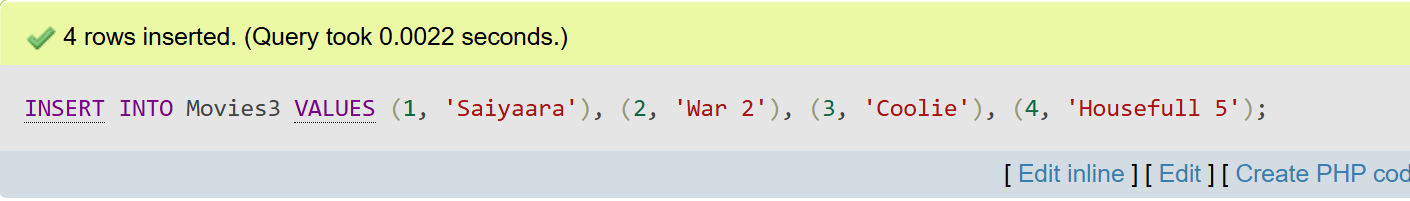 4 rows inserted. (Query took 0.0022 seconds.)
INSERT INTO Movies3 VALUES (1, 'Saiyaara'), (2, 'War 2'), (3, 'Coolie'), (4, 'Housefull 5');
[ Edit inline ] [ Edit ] [ Create PHP cod